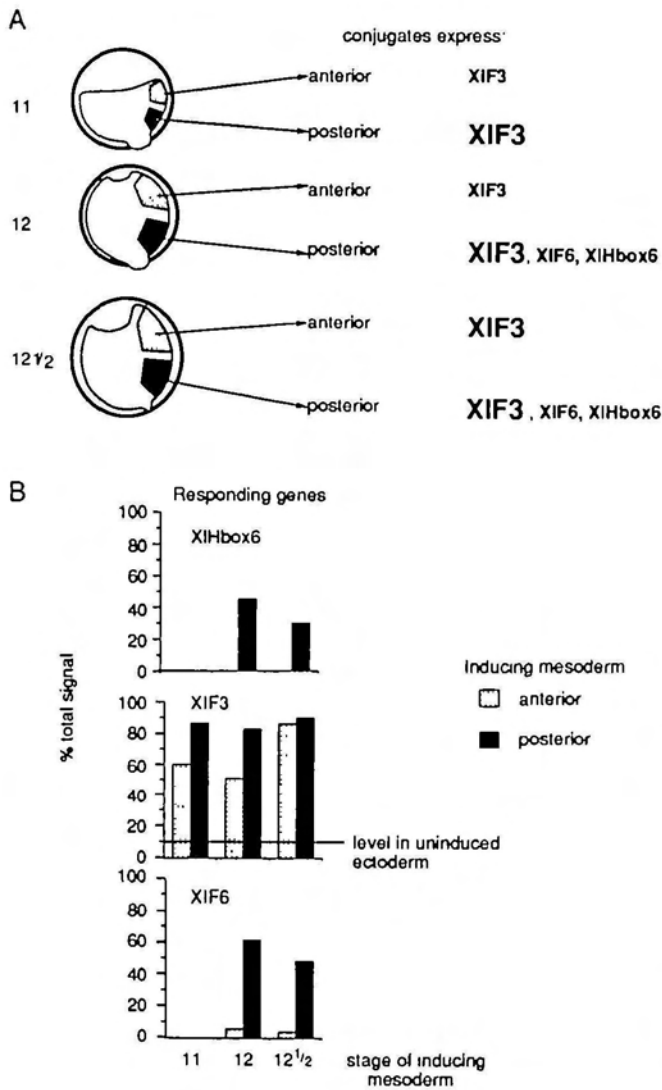 A
conjugates express·
11
anterior XIF3
posterior XIF3
12
anterior XIF3
posterior XIF3, XIF6, XIHbox6
12 1/2
anterior XIF3
posterior XIF3 , XIF6, XIHbox6
B
Responding genes
100
80
60
40
20
0
XIHbox6
100
80
60
40
20
0
XIF3
100
80
60
40
20
0
XIF6
% total signal
Inducing mesoderm
anterior
posterior
level in uninduced
ectoderm
11 12 12 1/2
stage of inducing
mesoderm